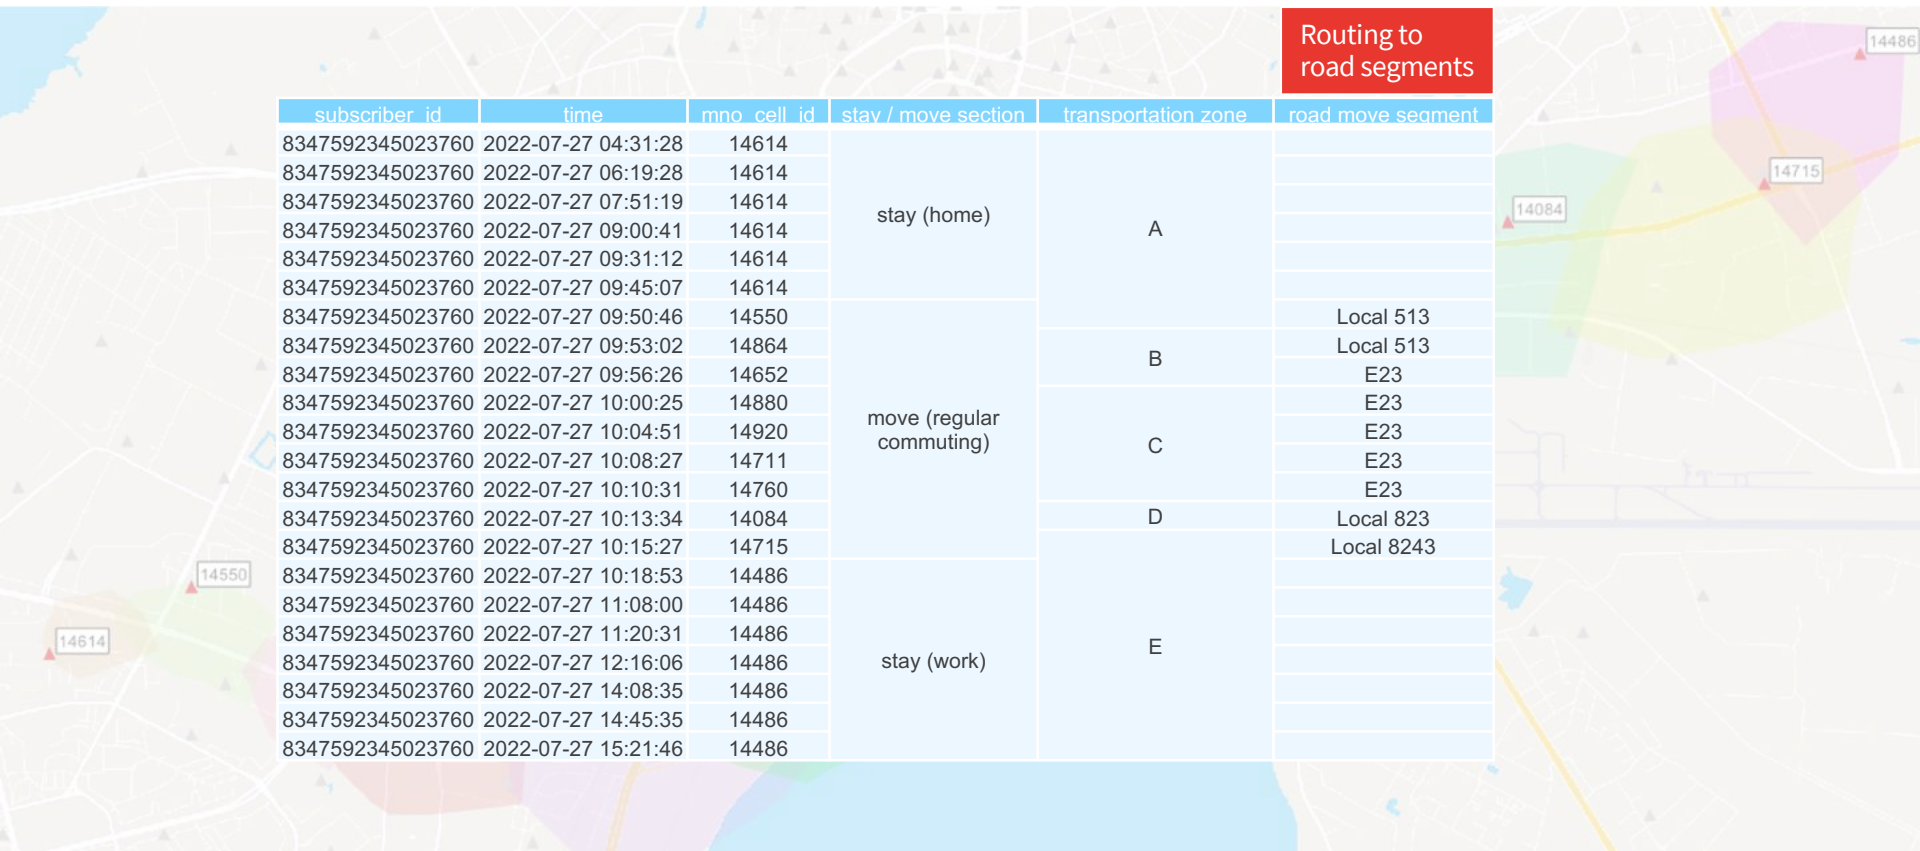 Routing to
road segments
14486
subscriber_id time mno_cell_id stay / move section transportation zone road move segment
8347592345023760 2022-07-27 04:31:28 14614
8347592345023760 2022-07-27 06:19:28 14614
14715
8347592345023760 2022-07-27 07:51:19 14614
14084
stay (home)
8347592345023760 2022-07-27 09:00:41 14614 A
8347592345023760 2022-07-27 09:31:12 14614
8347592345023760 2022-07-27 09:45:07 14614
8347592345023760 2022-07-27 09:50:46 14550 Local 513
8347592345023760 2022-07-27 09:53:02 14864 Local 513
B
8347592345023760 2022-07-27 09:56:26 14652 E23
8347592345023760 2022-07-27 10:00:25 14880 E23
move (regular
commuting)
8347592345023760 2022-07-27 10:04:51 14920 E23
C
8347592345023760 2022-07-27 10:08:27 14711 E23
8347592345023760 2022-07-27 10:10:31 14760 E23
8347592345023760 2022-07-27 10:13:34 14084 D Local 823
8347592345023760 2022-07-27 10:15:27 14715 Local 8243
14550
8347592345023760 2022-07-27 10:18:53 14486
8347592345023760 2022-07-27 11:08:00 14486
8347592345023760 2022-07-27 11:20:31 14486
14614
E
8347592345023760 2022-07-27 12:16:06 14486
stay (work)
8347592345023760 2022-07-27 14:08:35 14486
8347592345023760 2022-07-27 14:45:35 14486
8347592345023760 2022-07-27 15:21:46 14486